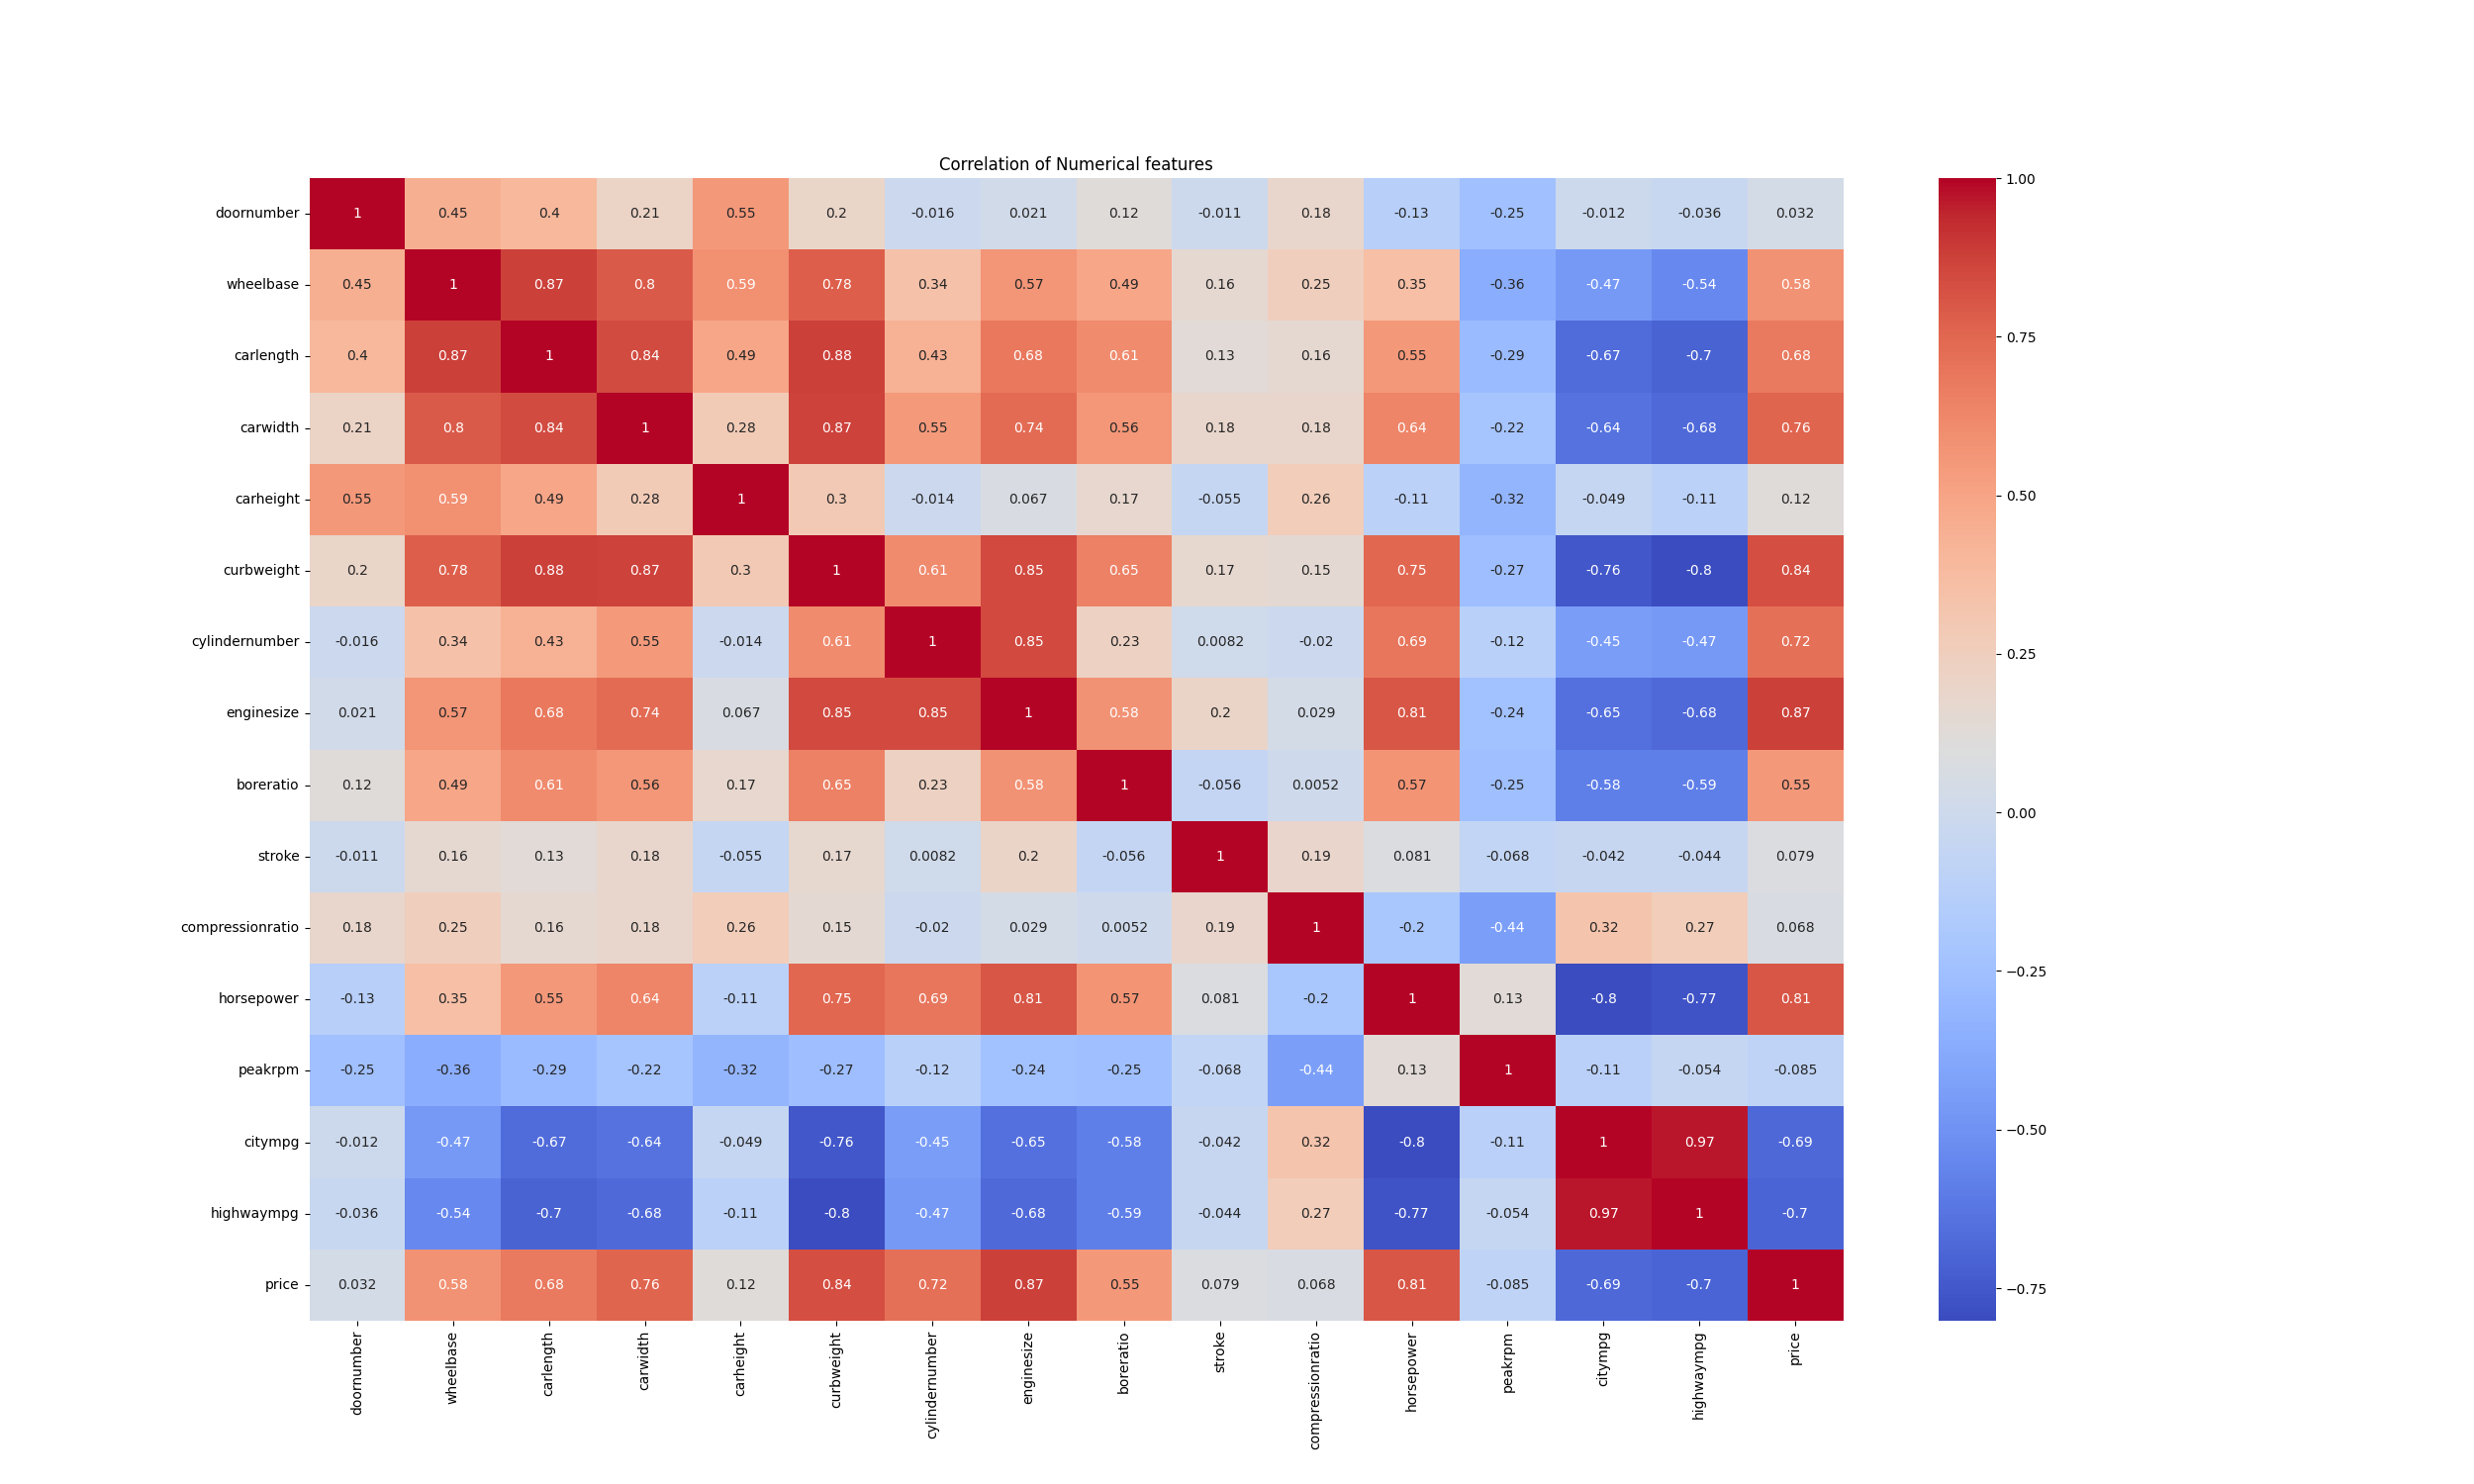 Correlation of Numerical features
doornumber 1 0.45 0.4 0.21 0.55 0.2 -0.016 0.021 0.12 -0.011 0.18 -0.13 -0.25 -0.012 -0.036 0.032
wheelbase 0.45 1 0.87 0.8 0.59 0.78 0.34 0.57 0.49 0.16 0.25 0.35 -0.36 -0.47 -0.54 0.58
carlength 0.4 0.87 1 0.84 0.49 0.88 0.43 0.68 0.61 0.13 0.16 0.55 -0.29 -0.67 -0.7 0.68
carwidth 0.21 0.8 0.84 1 0.28 0.87 0.55 0.74 0.56 0.18 0.18 0.64 -0.22 -0.64 -0.68 0.76
carheight 0.55 0.59 0.49 0.28 1 0.3 -0.014 0.067 0.17 -0.055 0.26 -0.11 -0.32 -0.049 -0.11 0.12
curbweight 0.2 0.78 0.88 0.87 0.3 1 0.61 0.85 0.65 0.17 0.15 0.75 -0.27 -0.76 -0.8 0.84
cylindernumber -0.016 0.34 0.43 0.55 -0.014 0.61 1 0.85 0.23 0.0082 -0.02 0.69 -0.12 -0.45 -0.47 0.72
enginesize 0.021 0.57 0.68 0.74 0.067 0.85 0.85 1 0.58 0.2 0.029 0.81 -0.24 -0.65 -0.68 0.87
boreratio 0.12 0.49 0.61 0.56 0.17 0.65 0.23 0.58 1 -0.056 0.0052 0.57 -0.25 -0.58 -0.59 0.55
stroke -0.011 0.16 0.13 0.18 -0.055 0.17 0.0082 0.2 -0.056 1 0.19 0.081 -0.068 -0.042 -0.044 0.079
compressionratio 0.18 0.25 0.16 0.18 0.26 0.15 -0.02 0.029 0.0052 0.19 1 -0.2 -0.44 0.32 0.27 0.068
horsepower -0.13 0.35 0.55 0.64 -0.11 0.75 0.69 0.81 0.57 0.081 -0.2 1 0.13 -0.8 -0.77 0.81
peakrpm -0.25 -0.36 -0.29 -0.22 -0.32 -0.27 -0.12 -0.24 -0.25 -0.068 -0.44 0.13 1 -0.11 -0.054 -0.085
citympg -0.012 -0.47 -0.67 -0.64 -0.049 -0.76 -0.45 -0.65 -0.58 -0.042 0.32 -0.8 -0.11 1 0.97 -0.69
highwaympg -0.036 -0.54 -0.7 -0.68 -0.11 -0.8 -0.47 -0.68 -0.59 -0.044 0.27 -0.77 -0.054 0.97 1 -0.7
price 0.032 0.58 0.68 0.76 0.12 0.84 0.72 0.87 0.55 0.079 0.068 0.81 -0.085 -0.69 -0.7 1
doornumber wheelbase carlength carwidth carheight curbweight cylindernumber enginesize boreratio stroke compressionratio horsepower peakrpm citympg highwaympg price
1.00
0.75
0.50
0.25
0.00
−0.25
−0.50
−0.75